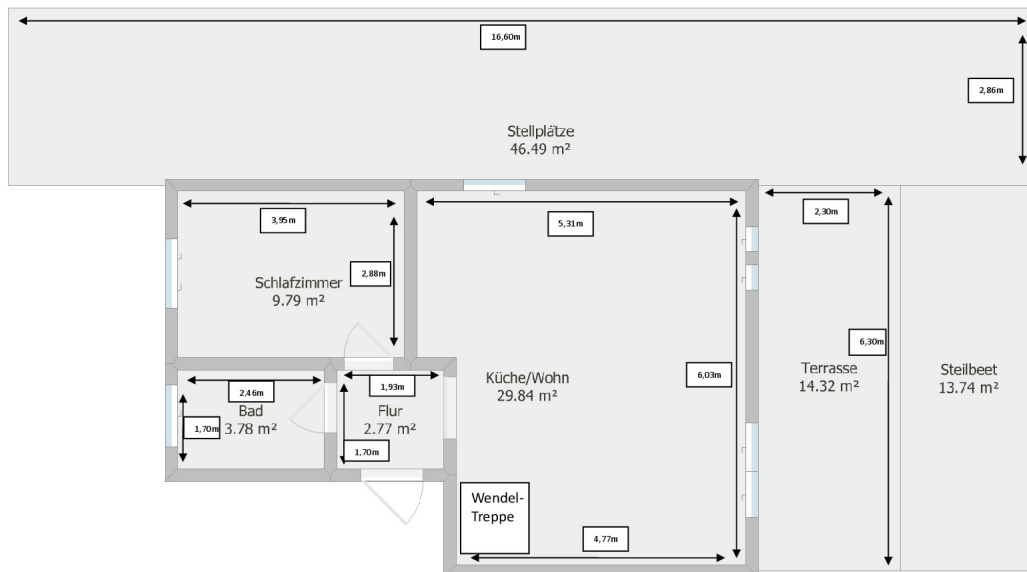 16,60m
2,86m
Stellplätze
46.49 m²
3,95m
5,31m
2,30m
2,88m
Schlafzimmer
9.79 m²
6,30m
6,03m
Küche/Wohn
29.84 m²
Terrasse
14.32 m²
Steilbeet
13.74 m²
2,46m
1,93m
Bad
3.78 m²
1,70m
Flur
2.77 m²
1,70m
Wendel-
Treppe
4,77m